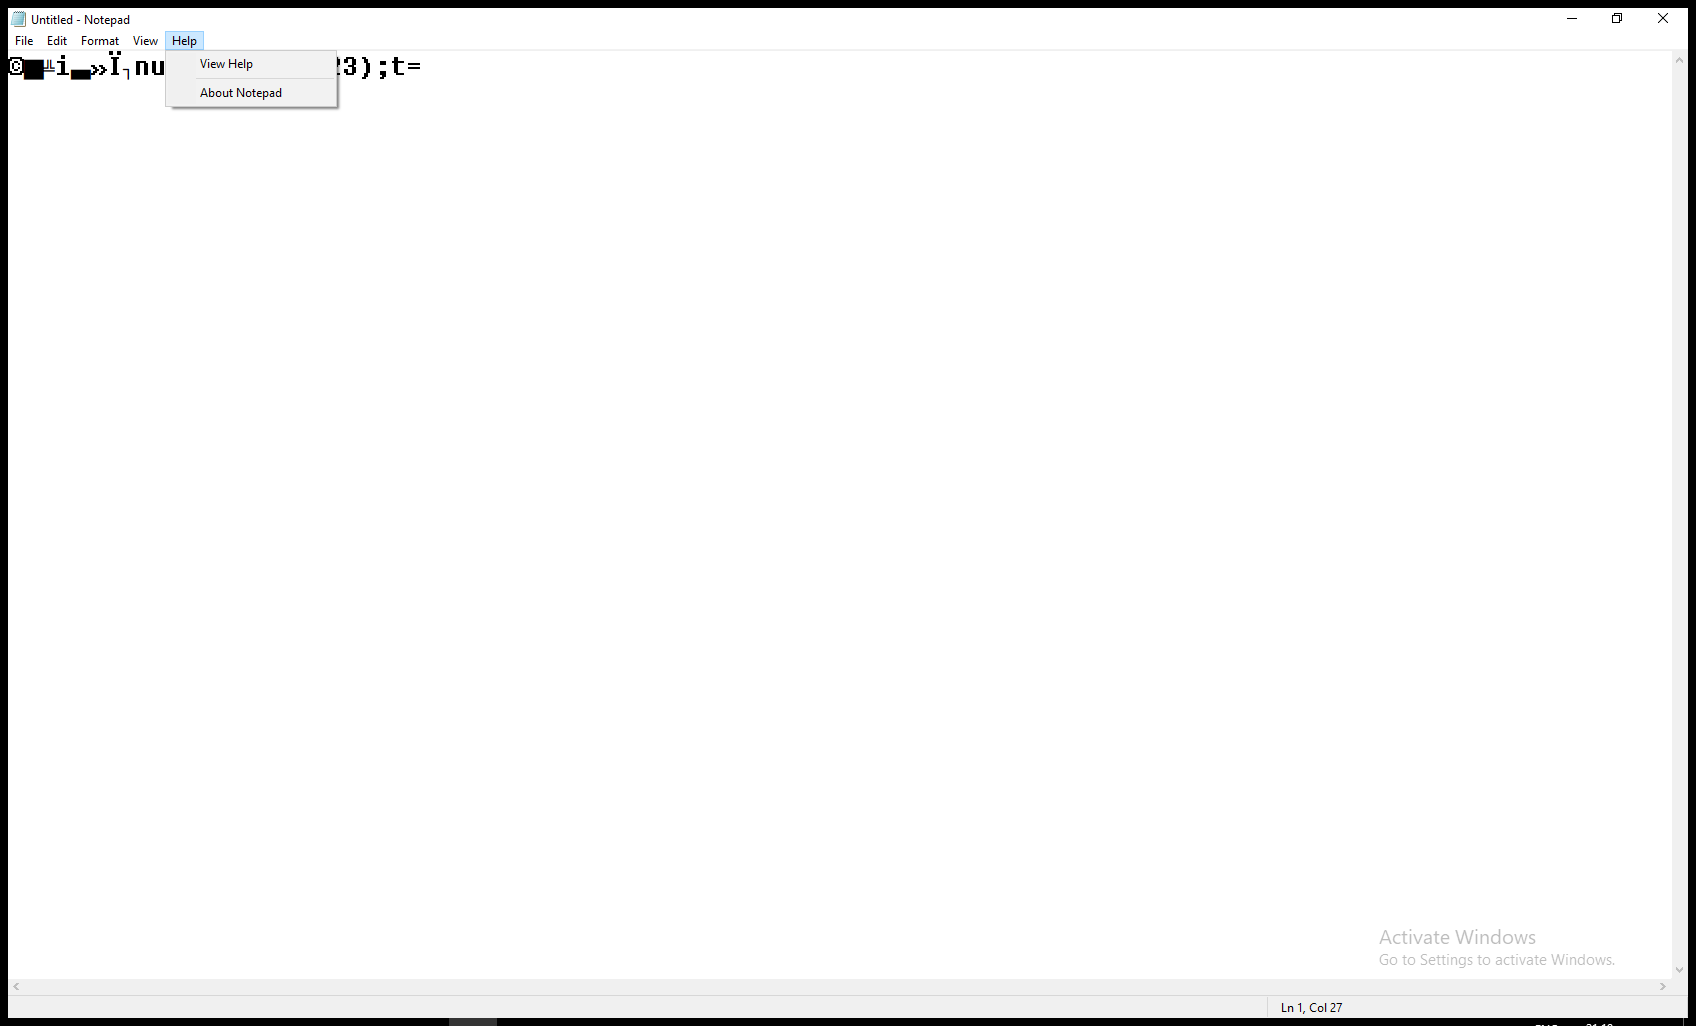 Untitled - Notepad
File Edit Format View Help
©■╩i▬»Ï┐nu 3);t=
View Help
About Notepad
Activate Windows
Go to Settings to activate Windows.
Ln 1, Col 27